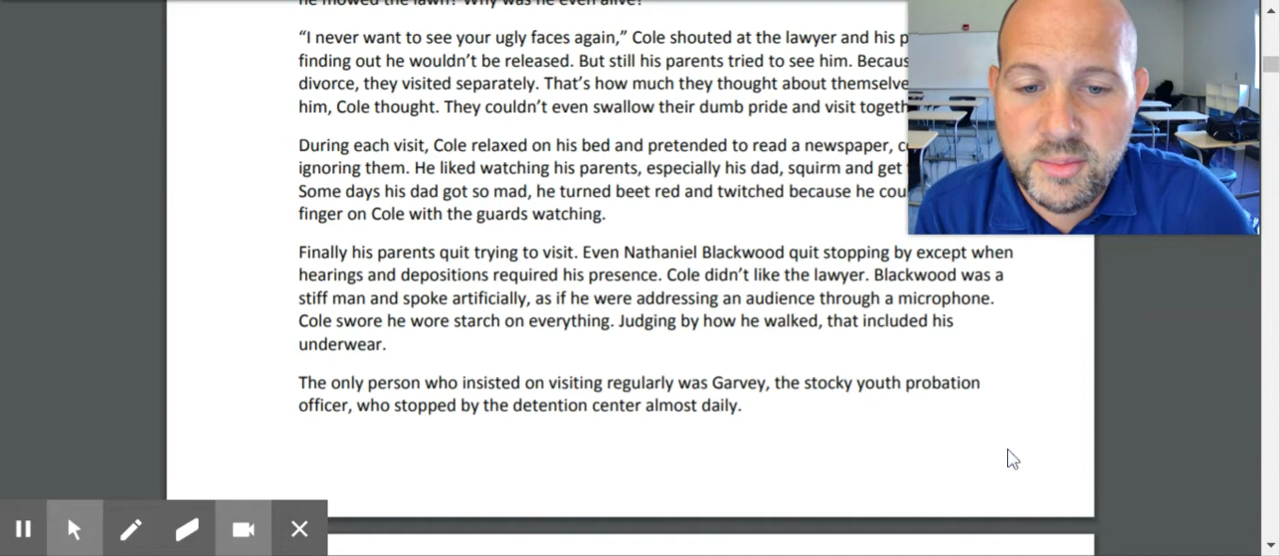 he mowed the lawn? Why was he even alive?
“I never want to see your ugly faces again,” Cole shouted at the lawyer and his p
finding out he wouldn’t be released. But still his parents tried to see him. Becaus
divorce, they visited separately. That’s how much they thought about themselve
him, Cole thought. They couldn’t even swallow their dumb pride and visit togeth
During each visit, Cole relaxed on his bed and pretended to read a newspaper, c
ignoring them. He liked watching his parents, especially his dad, squirm and get
Some days his dad got so mad, he turned beet red and twitched because he cou
finger on Cole with the guards watching.
Finally his parents quit trying to visit. Even Nathaniel Blackwood quit stopping by except when
hearings and depositions required his presence. Cole didn’t like the lawyer. Blackwood was a
stiff man and spoke artificially, as if he were addressing an audience through a microphone.
Cole swore he wore starch on everything. Judging by how he walked, that included his
underwear.
The only person who insisted on visiting regularly was Garvey, the stocky youth probation
officer, who stopped by the detention center almost daily.